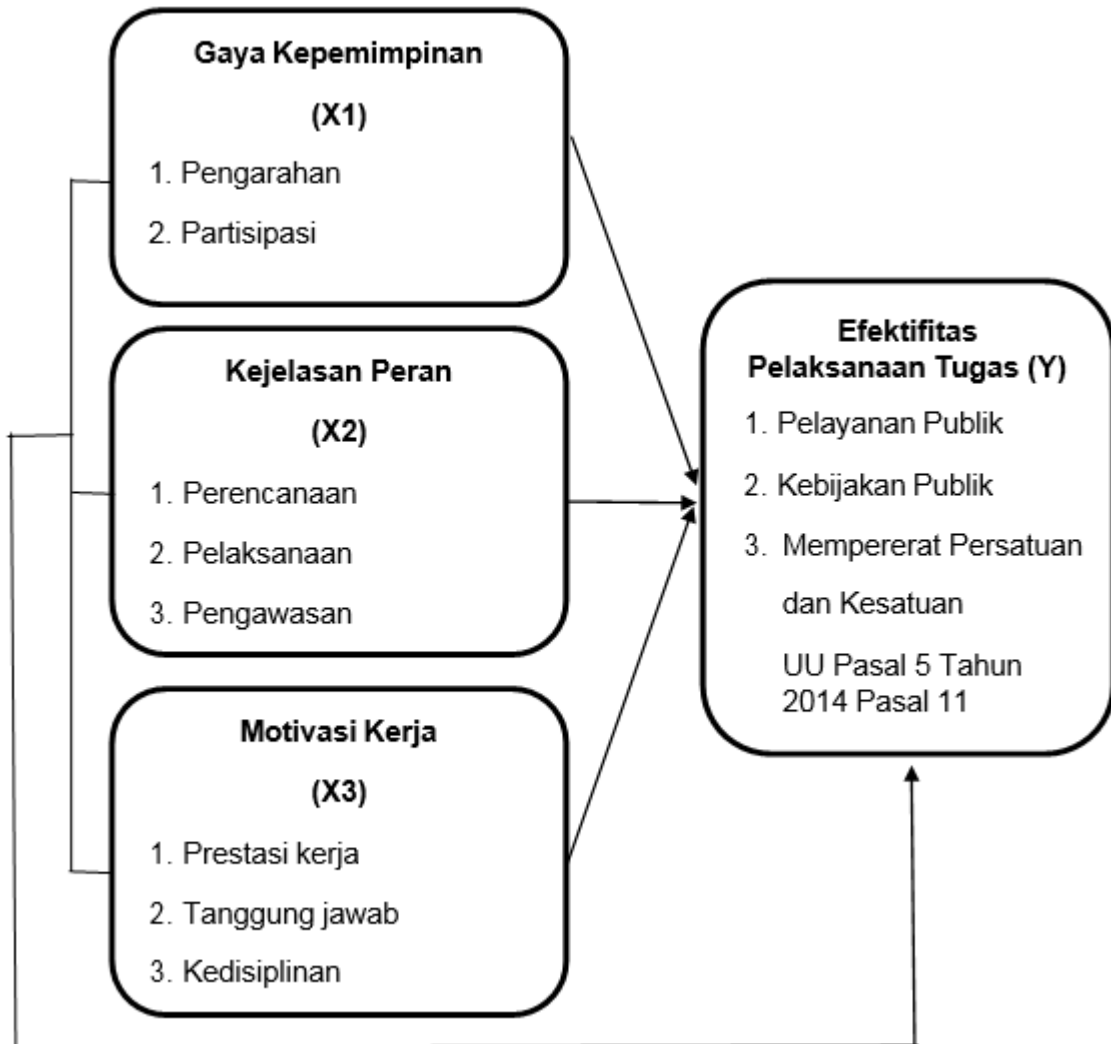 Gaya Kepemimpinan
(X1)
1. Pengarahan
2. Partisipasi
Kejelasan Peran
(X2)
1. Perencanaan
2. Pelaksanaan
3. Pengawasan
Motivasi Kerja
(X3)
1. Prestasi kerja
2. Tanggung jawab
3. Kedisiplinan
Efektifitas
Pelaksanaan Tugas (Y)
1. Pelayanan Publik
2. Kebijakan Publik
3. Mempererat Persatuan
dan Kesatuan
UU Pasal 5 Tahun
2014 Pasal 11